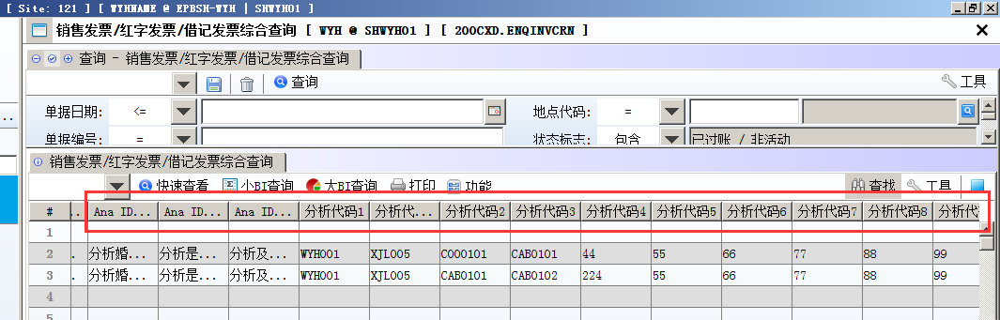 [ Site: 121 ] [ WYHNAME @ EPBSH-WYH | SHWYH01 ]
销售发票/红字发票/借记发票综合查询 [ WYH @ SHWYH01 ] [ 200CXD.ENQINVCRN ]
查询 - 销售发票/红字发票/借记发票综合查询
查询 工具
单据日期: <= 地点代码: =
单据编号: = 状态标志: 包含 已过账 / 非活动
销售发票/红字发票/借记发票综合查询
快速查看 小BI查询 大BI查询 打印 功能 查找 工具
# .. Ana ID... Ana ID... Ana ID... 分析代码1 分析代... 分析代码2 分析代码3 分析代码4 分析代码5 分析代码6 分析代码7 分析代码8 分析代
1
2 . 分析婚... 分析是... 分析及... WYH001 XJL005 C000101 CAB0101 44 55 66 77 88 99
3 . 分析婚... 分析是... 分析及... WYH001 XJL005 CAB0101 CAB0102 224 55 66 77 88 99
4
5